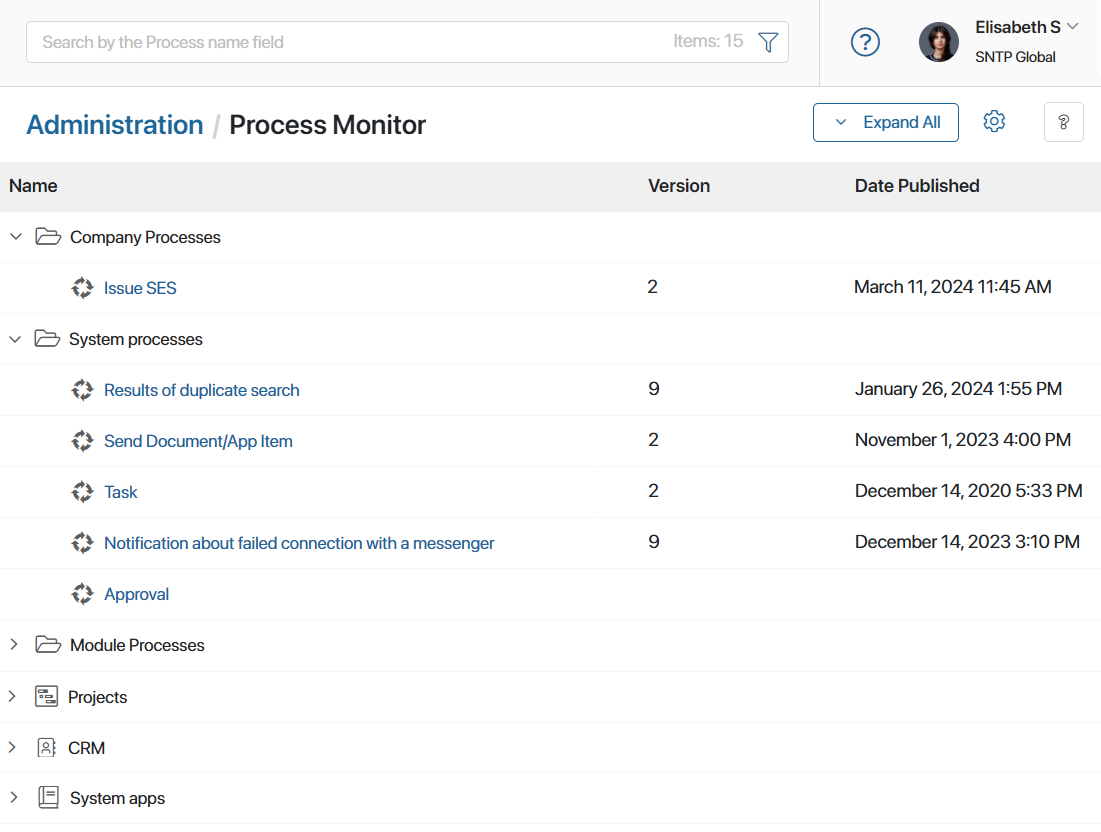 Search by the Process name field Items: 15
?
Elisabeth S
SNTP Global
Administration / Process Monitor
Expand All
?
Name Version Date Published
Company Processes
Issue SES 2 March 11, 2024 11:45 AM
System processes
Results of duplicate search 9 January 26, 2024 1:55 PM
Send Document/App Item 2 November 1, 2023 4:00 PM
Task 2 December 14, 2020 5:33 PM
Notification about failed connection with a messenger 9 December 14, 2023 3:10 PM
Approval
Module Processes
Projects
CRM
System apps